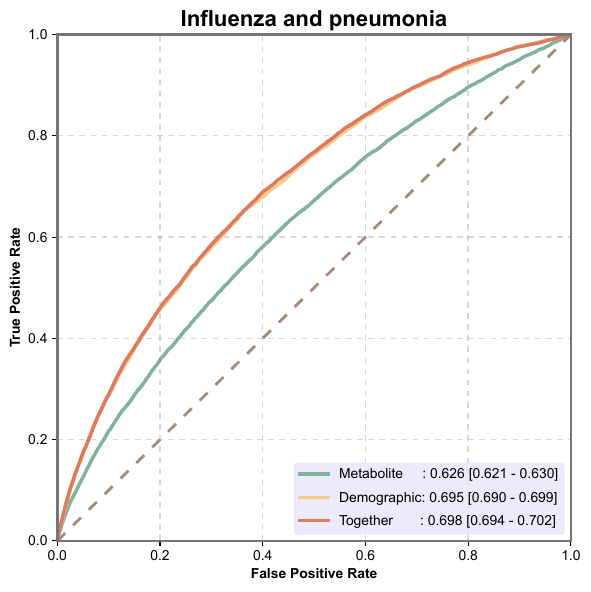 Influenza and pneumonia
1.0
0.8
0.6
0.4
0.2
0.0
True Positive Rate
Metabolite : 0.626 [0.621 - 0.630]
Demographic: 0.695 [0.690 - 0.699]
Together : 0.698 [0.694 - 0.702]
0.0 0.2 0.4 0.6 0.8 1.0
False Positive Rate